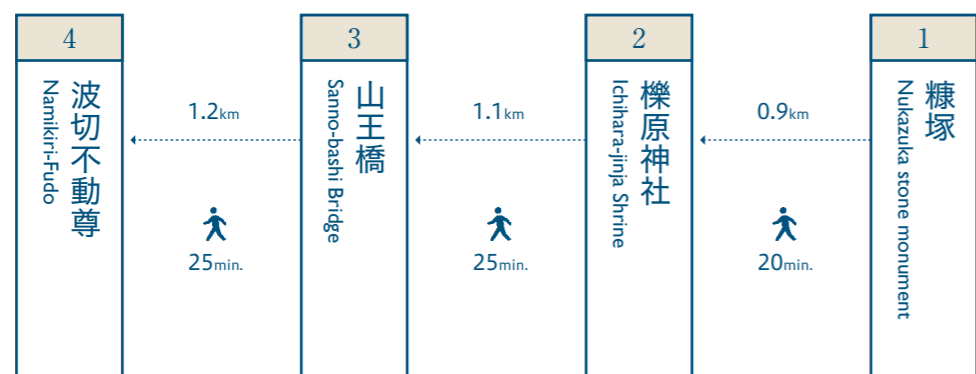 1
糠塚
Nukazuka stone monument
0.9km
20min.
2
櫟原神社
Ichihara-jinja Shrine
1.1km
25min.
3
山王橋
Sanno-bashi Bridge
1.2km
25min.
4
波切不動尊
Namikiri-Fudo